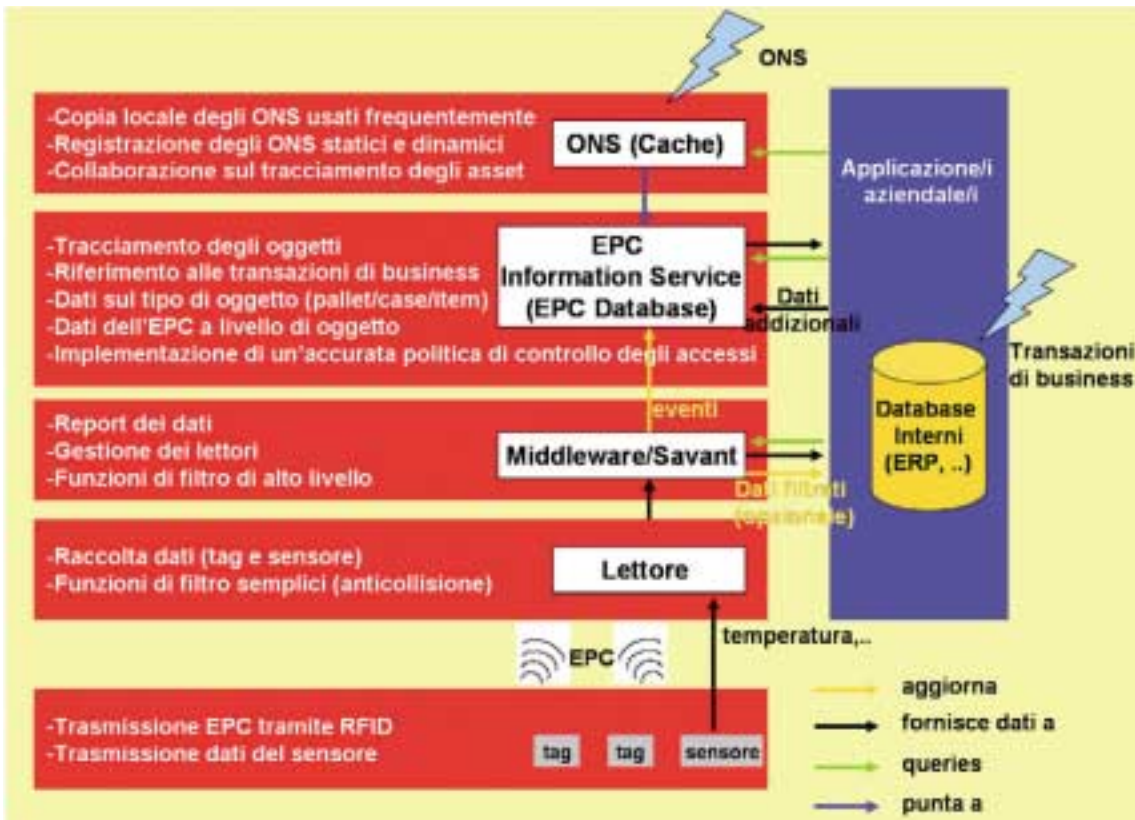 ONS
-Copia locale degli ONS usati frequentemente
-Registrazione degli ONS statici e dinamici
-Collaborazione sul tracciamento degli asset
ONS (Cache)
Applicazione/i
aziendale/i
-Tracciamento degli oggetti
-Riferimento alle transazioni di business
-Dati sul tipo di oggetto (pallet/case/item)
-Dati dell'EPC a livello di oggetto
-Implementazione di un'accurata politica di controllo degli accessi
EPC
Information Service
(EPC Database)
Dati
addizionali
Transazioni
di business
eventi
-Report dei dati
-Gestione dei lettori
-Funzioni di filtro di alto livello
Middleware/Savant
Database
Interni
(ERP, ..)
Dati filtrati
(opzionale)
-Raccolta dati (tag e sensore)
-Funzioni di filtro semplici (anticollisione)
Lettore
temperatura,..
EPC
-Trasmissione EPC tramite RFID
-Trasmissione dati del sensore
tag
tag
sensore
aggiorna
fornisce dati a
queries
punta a